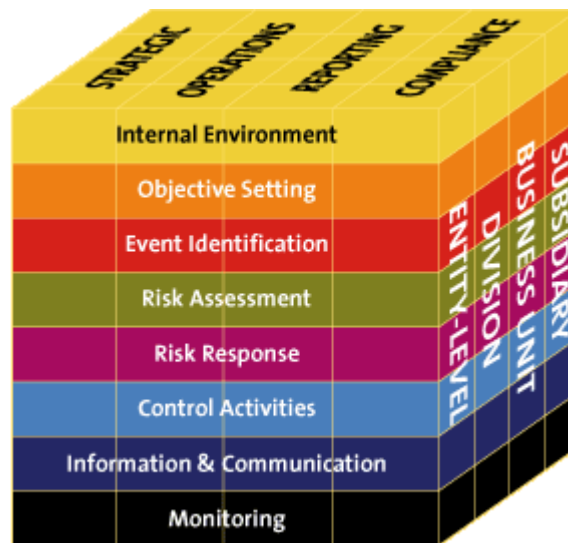 STRATEGIC
OPERATIONS
REPORTING
COMPLIANCE
Internal Environment
Objective Setting
Event Identification
Risk Assessment
Risk Response
Control Activities
Information & Communication
Monitoring
ENTITY-LEVEL
DIVISION
BUSINESS UNIT
SUBSIDIARY